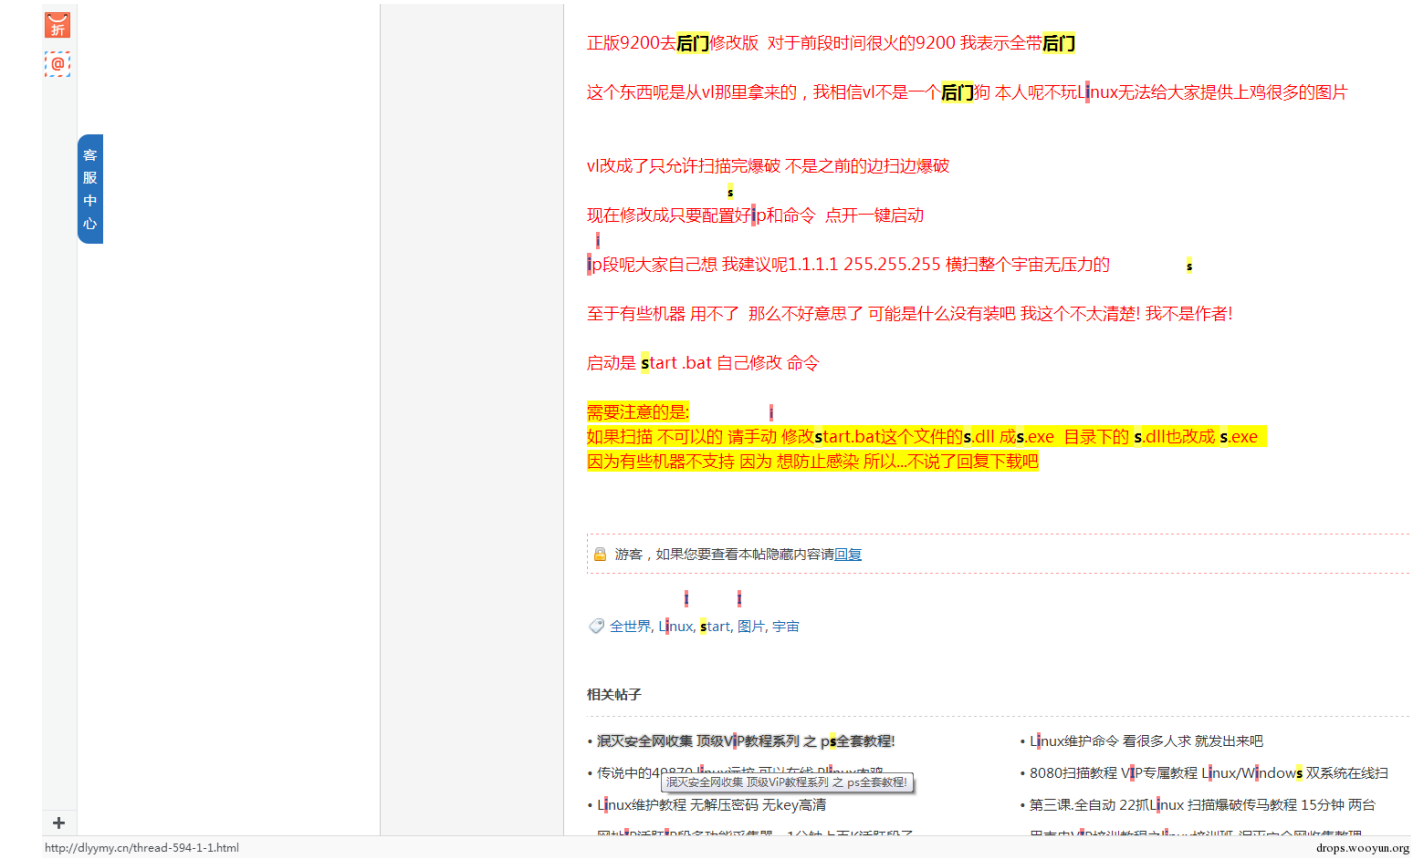 折
@
客
服
中
心
正版9200去后门修改版 对于前段时间很火的9200 我表示全带后门
这个东西呢是从vl那里拿来的，我相信vl不是一个后门狗 本人呢不玩Linux无法给大家提供上鸡很多的图片
vl改成了只允许扫描完爆破 不是之前的边扫边爆破
s
现在修改成只要配置好ip和命令 点开一键启动
i
ip段呢大家自己想 我建议呢1.1.1.1 255.255.255 横扫整个宇宙无压力的
s
至于有些机器 用不了 那么不好意思了 可能是什么没有装吧 我这个不太清楚! 我不是作者!
启动是 start .bat 自己修改 命令
需要注意的是:
i
如果扫描 不可以的 请手动 修改start.bat这个文件的s.dll 成s.exe 目录下的 s.dll也改成 s.exe
因为有些机器不支持 因为 想防止感染 所以...不说了回复下载吧
游客，如果您要查看本帖隐藏内容请回复
I I
全世界, Linux, start, 图片, 宇宙
相关帖子
• 泯灭安全网收集 顶级ViP教程系列 之 ps全套教程!
• Linux维护命令 看很多人求 就发出来吧
• 传说中的40870 linux远控 可以在线
泯灭安全网收集 顶级ViP教程系列 之 ps全套教程!
• 8080扫描教程 VIP专属教程 Linux/Windows 双系统在线扫
• Linux维护教程 无解压密码 无key高清
• 第三课.全自动 22抓Linux 扫描爆破传马教程 15分钟 两台
+
http://dlyymy.cn/thread-594-1-1.html
drops.wooyun.org